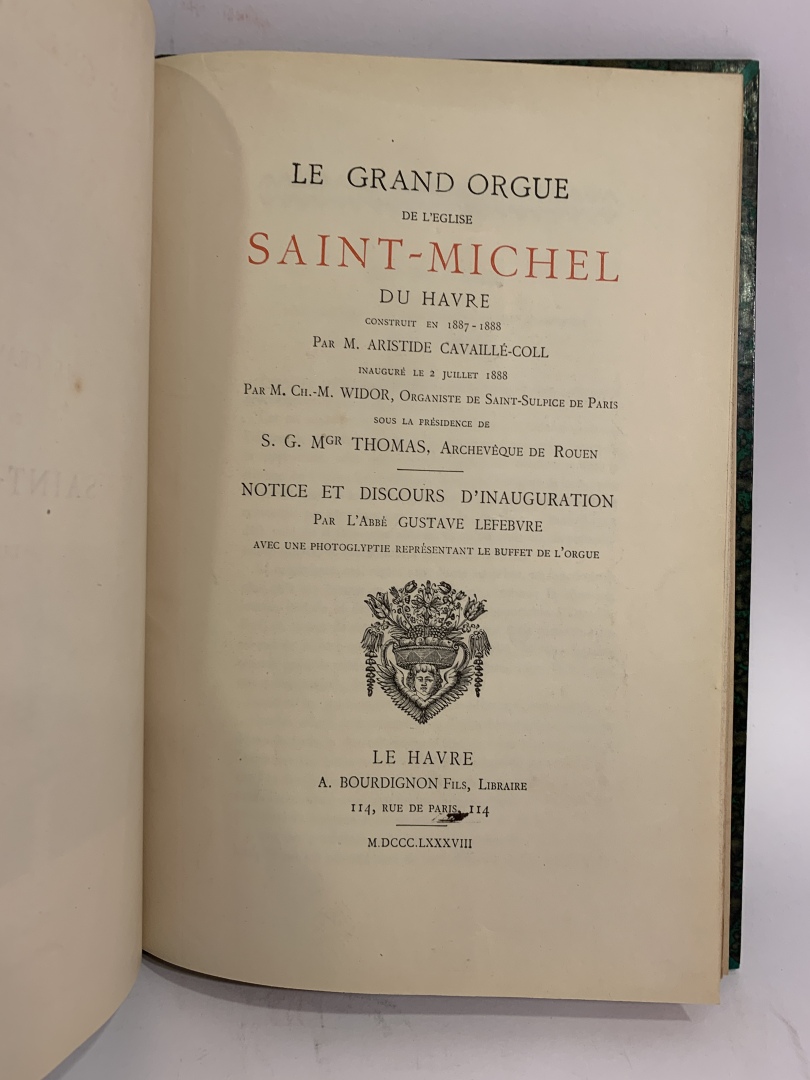 LE GRAND ORGUE
DE L'EGLISE
SAINT-MICHEL
DU HAVRE
CONSTRUIT EN 1887-1888
PAR M. ARISTIDE CAVAILLÉ-COLL
INAUGURÉ LE 2 JUILLET 1888
PAR M. CH.-M. WIDOR, ORGANISTE DE SAINT-SULPICE DE PARIS
SOUS LA PRÉSIDENCE DE
S. G. MGR THOMAS, ARCHEVÊQUE DE ROUEN
NOTICE ET DISCOURS D'INAUGURATION
PAR L'ABBÉ GUSTAVE LEFEBVRE
AVEC UNE PHOTOGLYPTIE REPRÉSENTANT LE BUFFET DE L'ORGUE
LE HAVRE
A. BOURDIGNON FILS, LIBRAIRE
114, RUE DE PARIS, 114
M.DCCC.LXXXVIII